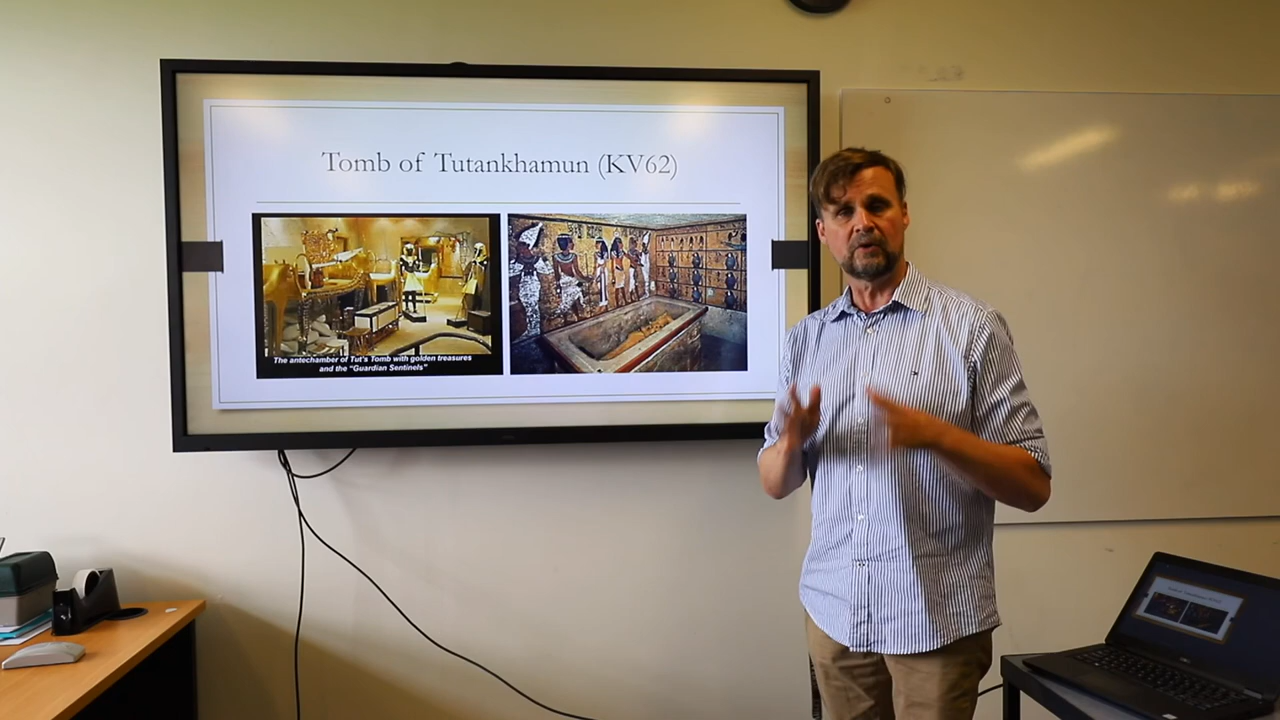 Tomb of Tutankhamun (KV62)
The antechamber of Tut's Tomb with golden treasures
and the "Guardian Sentinels"